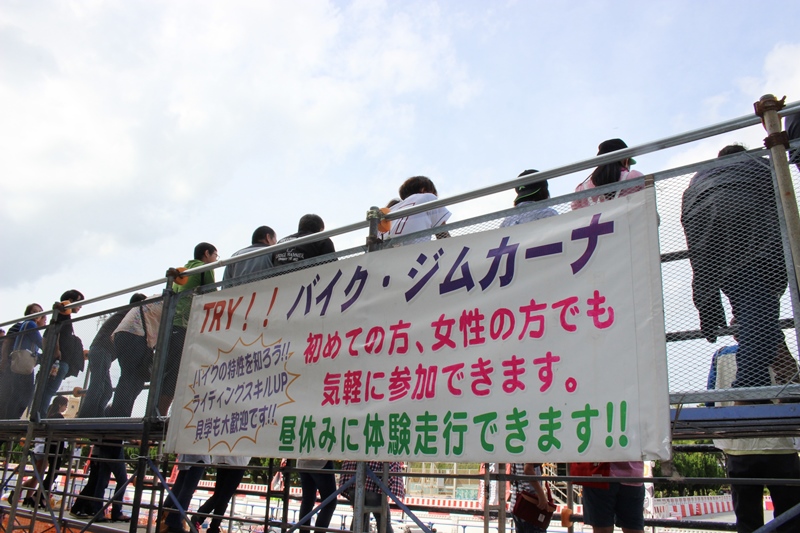 TRY！！バイク・ジムカーナ
バイクの特性を知ろう!!
ライティングスキルUP
見学も大歓迎です!!
初めての方、女性の方でも
気軽に参加できます。
昼休みに体験走行できます!!